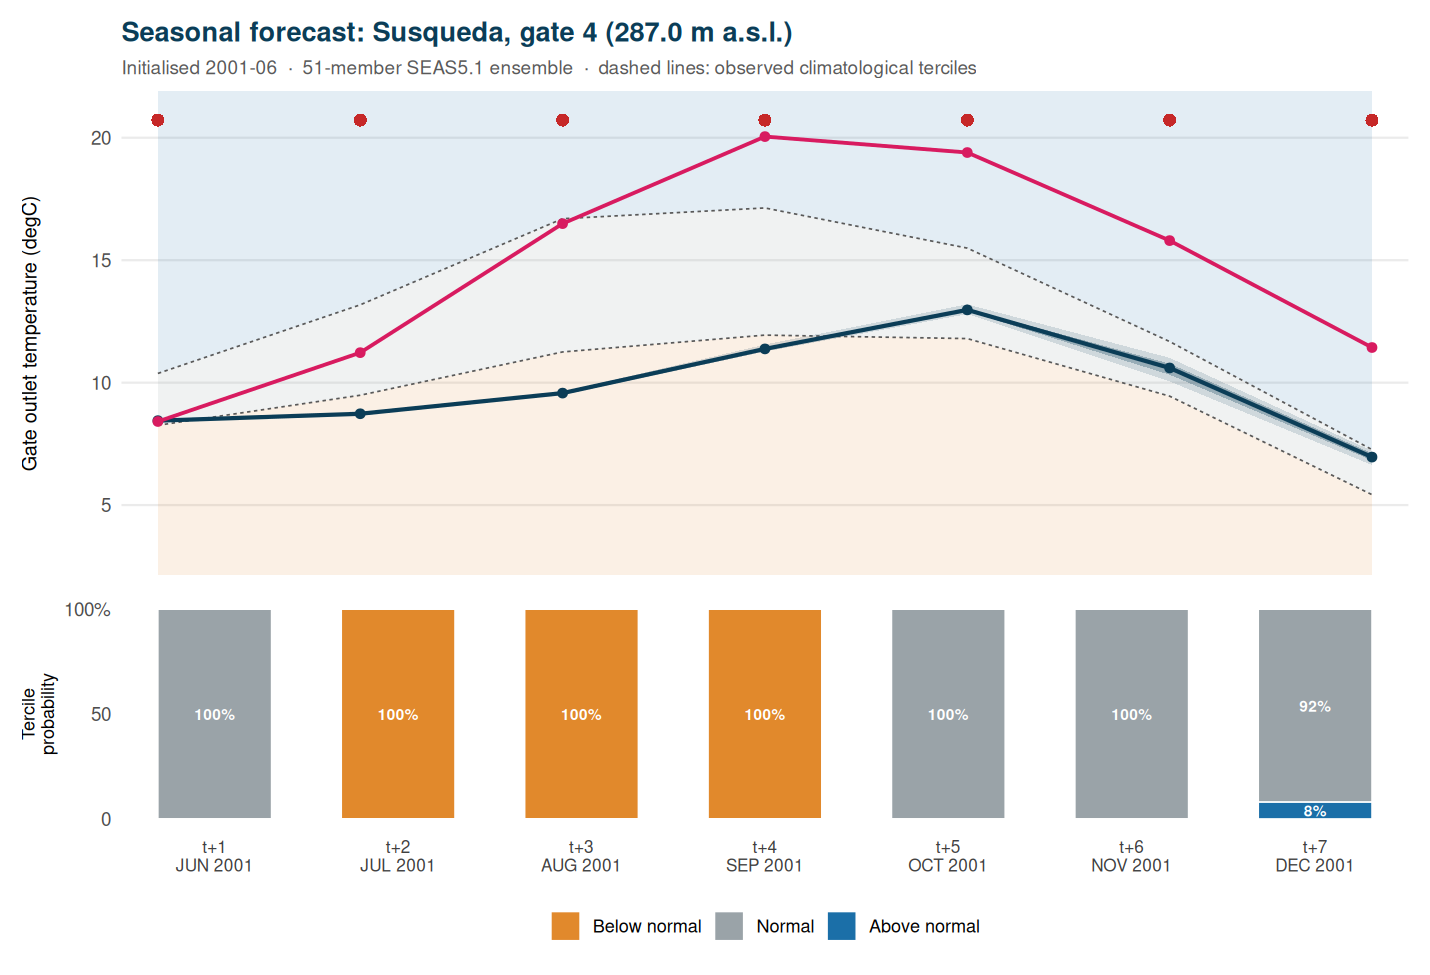 Seasonal forecast: Susqueda, gate 4 (287.0 m a.s.l.)
Initialised 2001-06 · 51-member SEAS5.1 ensemble · dashed lines: observed climatological terciles
Gate outlet temperature (degC)
20
15
10
5
Tercile
probability
100%
50
0
100%
100%
100%
100%
100%
100%
92%
8%
t+1
JUN 2001
t+2
JUL 2001
t+3
AUG 2001
t+4
SEP 2001
t+5
OCT 2001
t+6
NOV 2001
t+7
DEC 2001
Below normal
Normal
Above normal